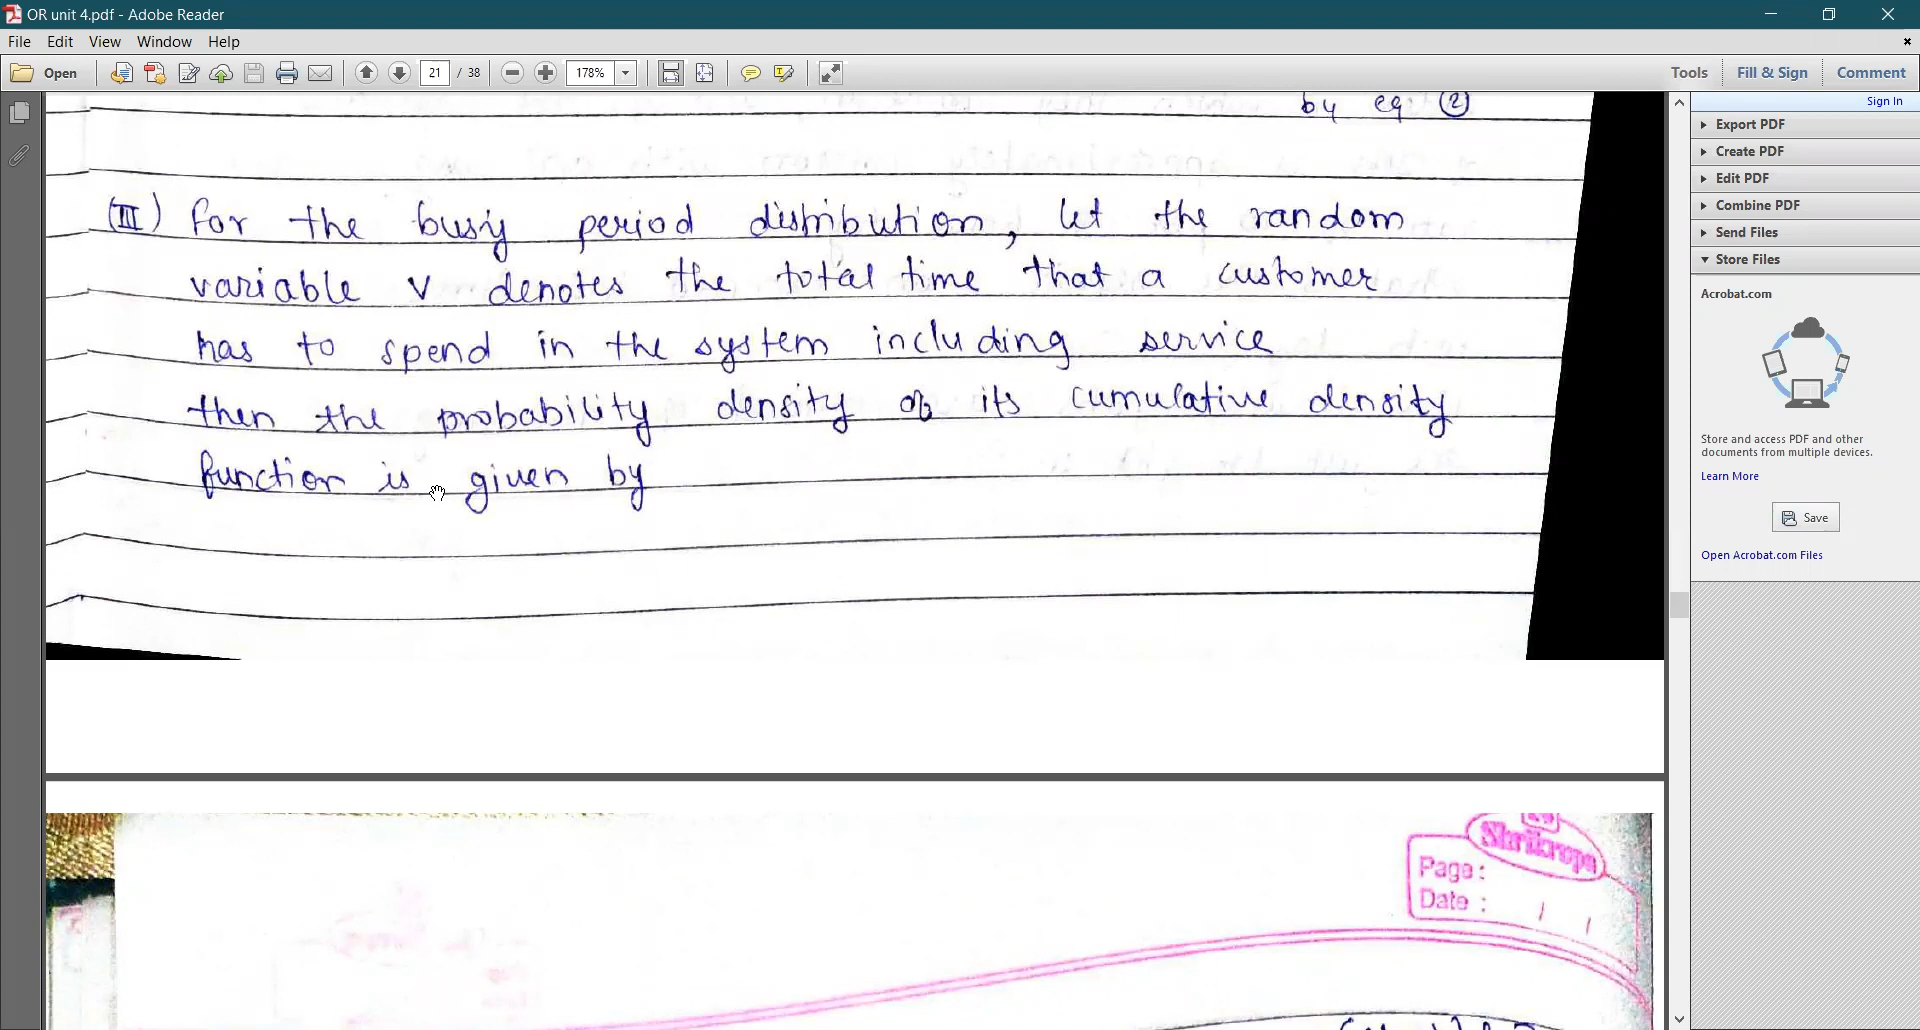 OR unit 4.pdf - Adobe Reader
File Edit View Window Help
Open 21 / 38 178% Tools Fill & Sign Comment
Sign In
by eq. (2)
(III) for the busy period distribution, let the random
variable v denotes the total time that a customer
has to spend in the system including service
then the probability density of its cumulative density
function is given by
Export PDF
Create PDF
Edit PDF
Combine PDF
Send Files
Store Files
Acrobat.com
Store and access PDF and other
documents from multiple devices.
Learn More
Save
Open Acrobat.com Files
Shrikrupa
Page:
Date: / /